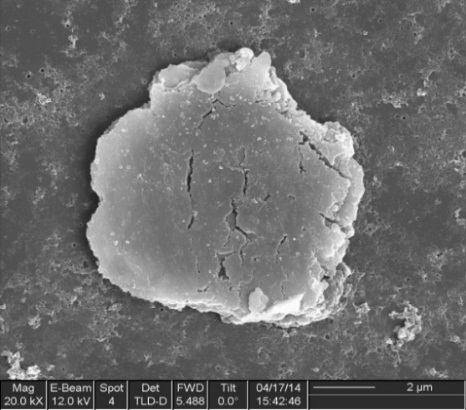 Mag E-Beam Spot Det FWD Tilt 04/17/14 2 µm
20.0 kX 12.0 kV 4 TLD-D 5.488 0.0° 15:42:46